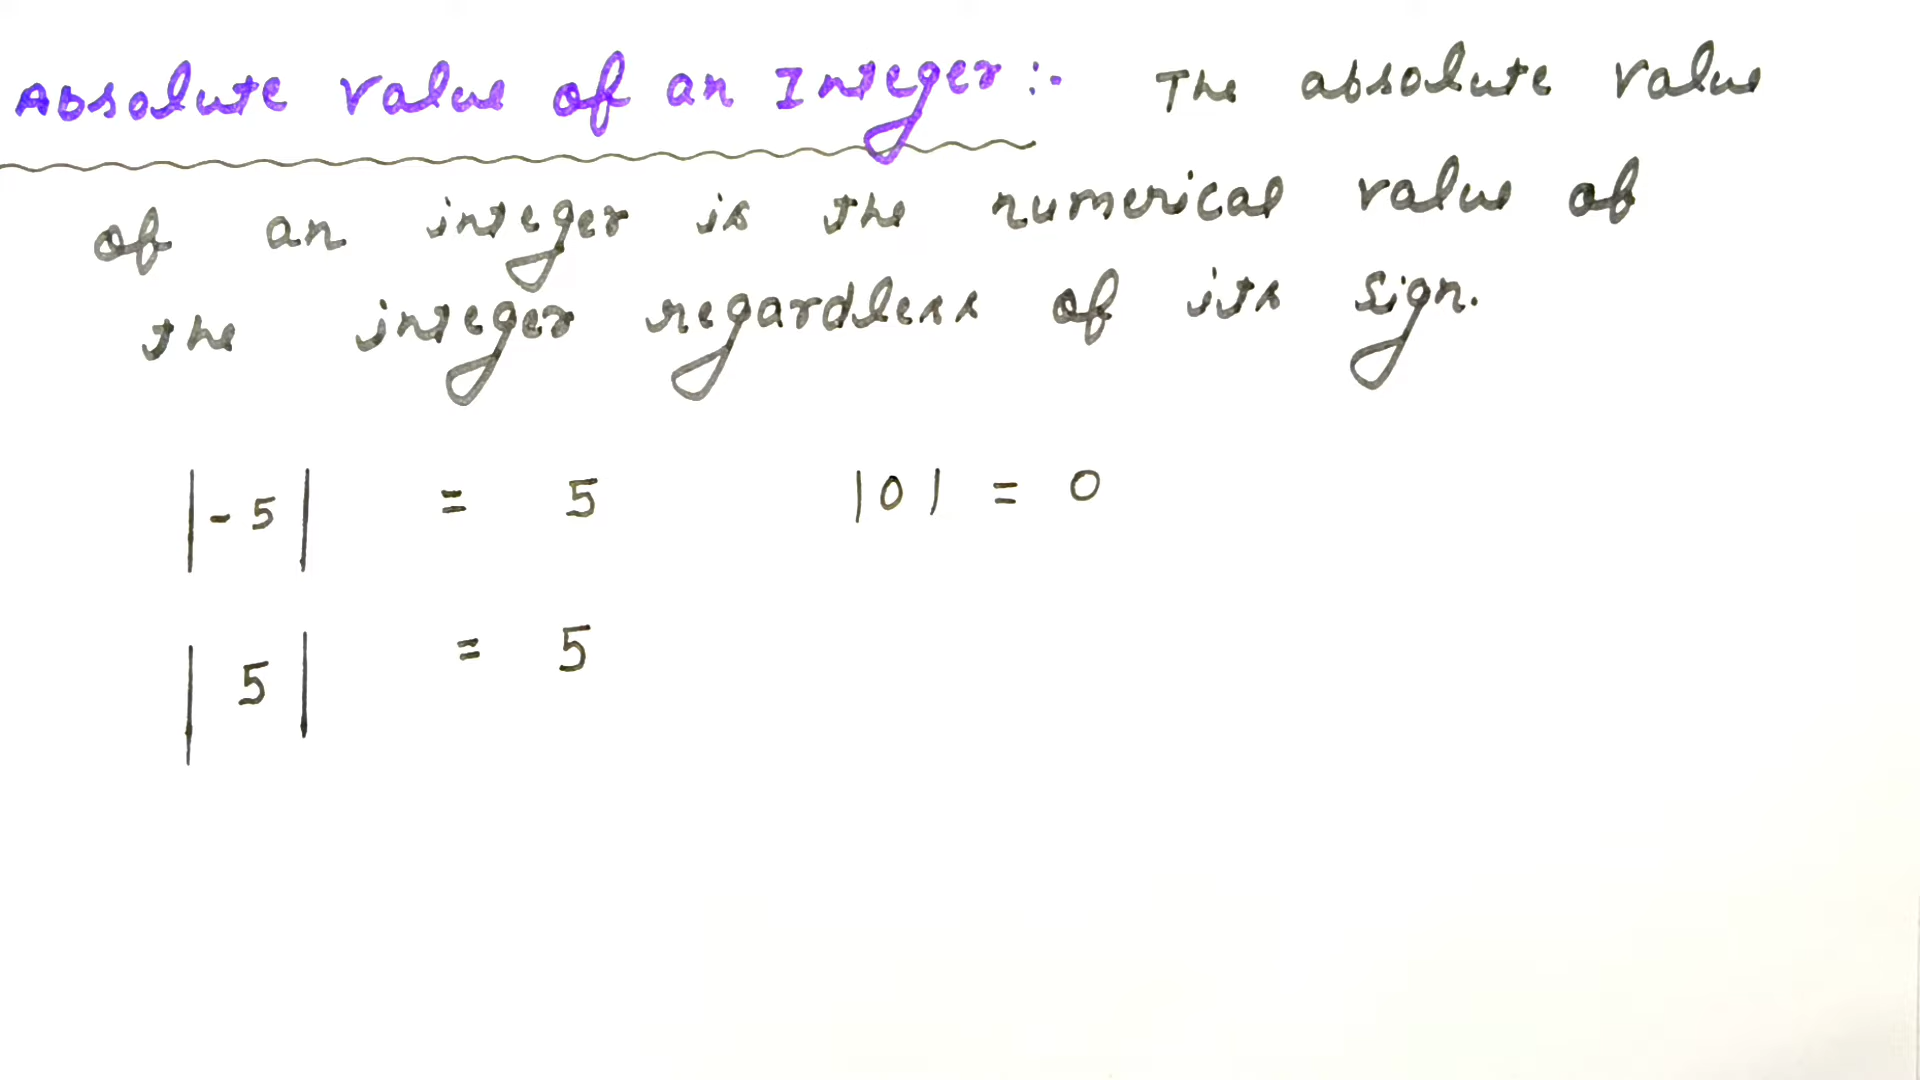 Absolute value of an Integer :- The absolute value
of an integer is the numerical value of
the integer regardless of its sign.
|-5| = 5 |0| = 0
|5| = 5